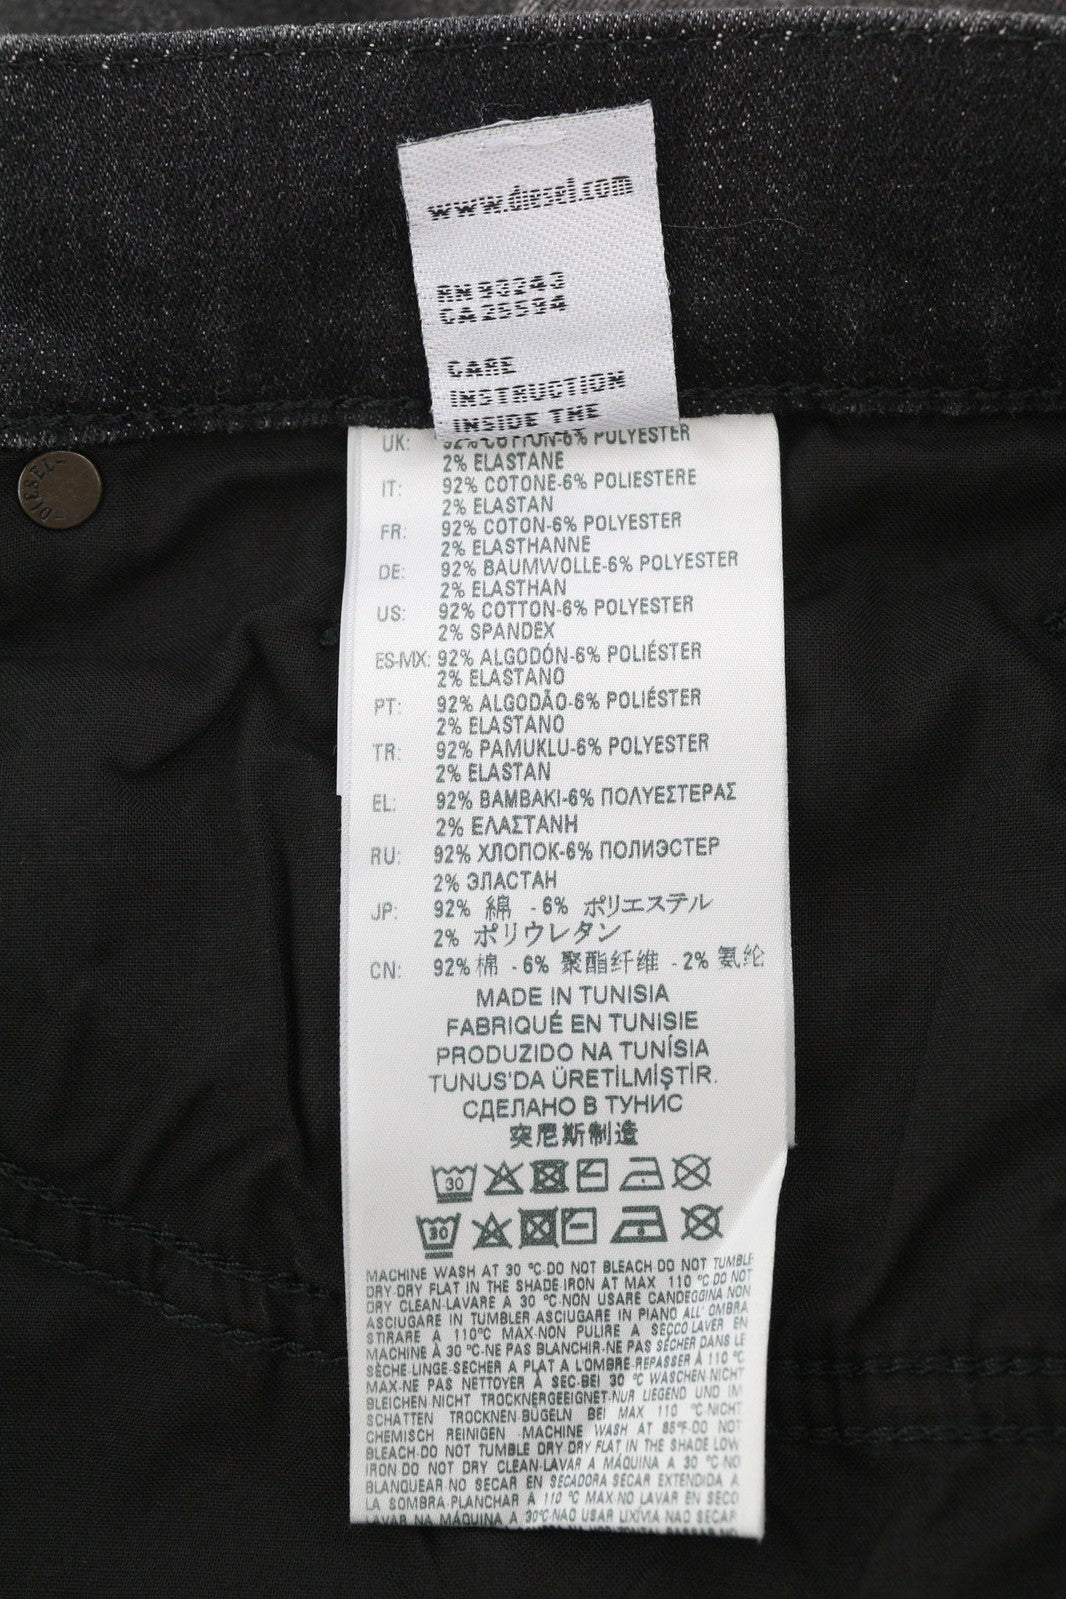 www.diesel.com
RN 93243
CA 25594
CARE
INSTRUCTION
INSIDE THE
DIESEL
UK: 92% COTTON-6% POLYESTER
2% ELASTANE
IT: 92% COTONE-6% POLIESTERE
2% ELASTAN
FR: 92% COTON-6% POLYESTER
2% ELASTHANNE
DE: 92% BAUMWOLLE-6% POLYESTER
2% ELASTHAN
US: 92% COTTON-6% POLYESTER
2% SPANDEX
ES-MX: 92% ALGODÓN-6% POLIÉSTER
2% ELASTANO
PT: 92% ALGODÃO-6% POLIÉSTER
2% ELASTANO
TR: 92% PAMUKLU-6% POLYESTER
2% ELASTAN
EL: 92% ΒΑΜΒΑΚΙ-6% ΠΟΛΥΕΣΤΕΡΑΣ
2% ΕΛΑΣΤΑΝΗ
RU: 92% ХЛОПОК-6% ПОЛИЭСТЕР
2% ЭЛАСТАН
JP: 92% 綿 - 6% ポリエステル
2% ポリウレタン
CN: 92% 棉 - 6% 聚酯纤维 - 2% 氨纶
MADE IN TUNISIA
FABRIQUÉ EN TUNISIE
PRODUZIDO NA TUNÍSIA
TUNUS'DA ÜRETİLMİŞTİR.
СДЕЛАНО В ТУНИС
突尼斯制造
30
30
MACHINE WASH AT 30 °C-DO NOT BLEACH-DO NOT TUMBLE
DRY-DRY FLAT IN THE SHADE-IRON AT MAX 110 °C-DO NOT
DRY CLEAN-LAVARE A 30 °C-NON USARE CANDEGGINA-NON
ASCIUGARE IN TUMBLER-ASCIUGARE IN PIANO ALL' OMBRA
STIRARE A 110°C MAX-NON PULIRE A SECCO LAVER EN
MACHINE À 30 °C-NE PAS BLANCHIR-NE PAS SÉCHER DANS LE
SÈCHE-LINGE-SÉCHER A PLAT A L'OMBRE-REPASSER À 110 °C
MAX-NE PAS NETTOYER À SEC-BEI 30 °C WASCHEN-NICHT
BLEICHEN-NICHT TROCKNERGEEIGNET-NUR LIEGEND UND IM
SCHATTEN TROCKNEN-BÜGELN BEI MAX 110 °C-NICHT
CHEMISCH REINIGEN -MACHINE WASH AT 85°F-DO NOT
BLEACH-DO NOT TUMBLE DRY-DRY FLAT IN THE SHADE LOW
IRON-DO NOT DRY CLEAN-LAVAR A MÁQUINA A 30 °C-NO
BLANQUEAR-NO SECAR EN SECADORA SECAR EXTENDIDA A
LA SOMBRA-PLANCHAR À 110 °C MAX-NO LAVAR EN SECO
LAVAR NA MÁQUINA A 30°C-NÃO USAR LIXÍVIA NÃO SECAR